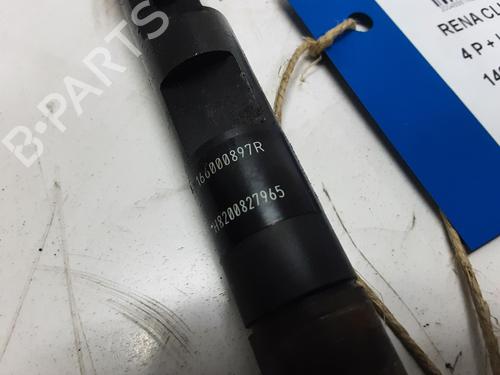 166000897R
H8200827965
RENA CL
4 P +
14
B-PARTS